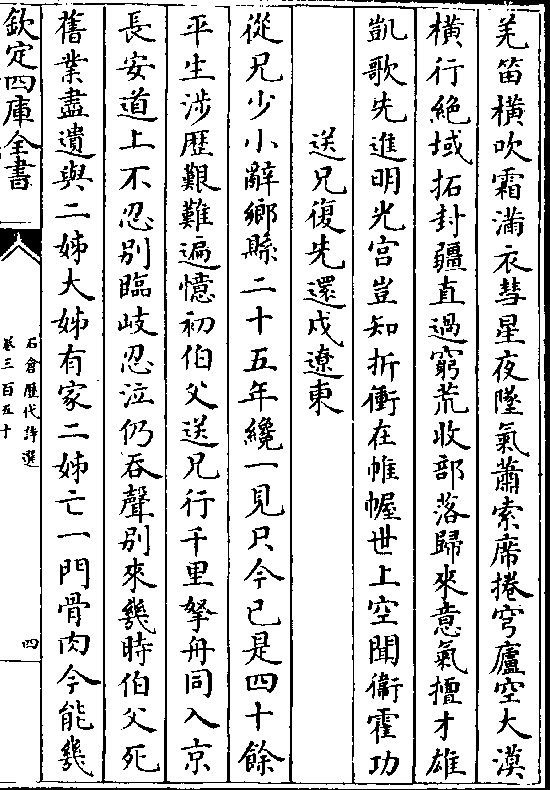 羌笛橫吹霜滿衣彗星夜墜氣蕭索席捲穹廬空大漠
橫行絶域拓封疆直過窮荒收部落歸來意氣擅才雄
凱歌先進明光宫豈知折衝在帷幄世上空聞衛霍功
送兄復先還戍遼東
從兄少小辭鄉縣二十五年纔一見只今已是四十餘
平生涉歴艱難遍憶初伯父送兄行千里拏舟同入京
長安道上不忍别臨岐忍泣仍吞聲别來幾時伯父死
舊業盡遺與二姊大姊有家二姊亡一門骨肉今能幾
欽定四庫全書
石倉歴代詩選
卷三百五十
四